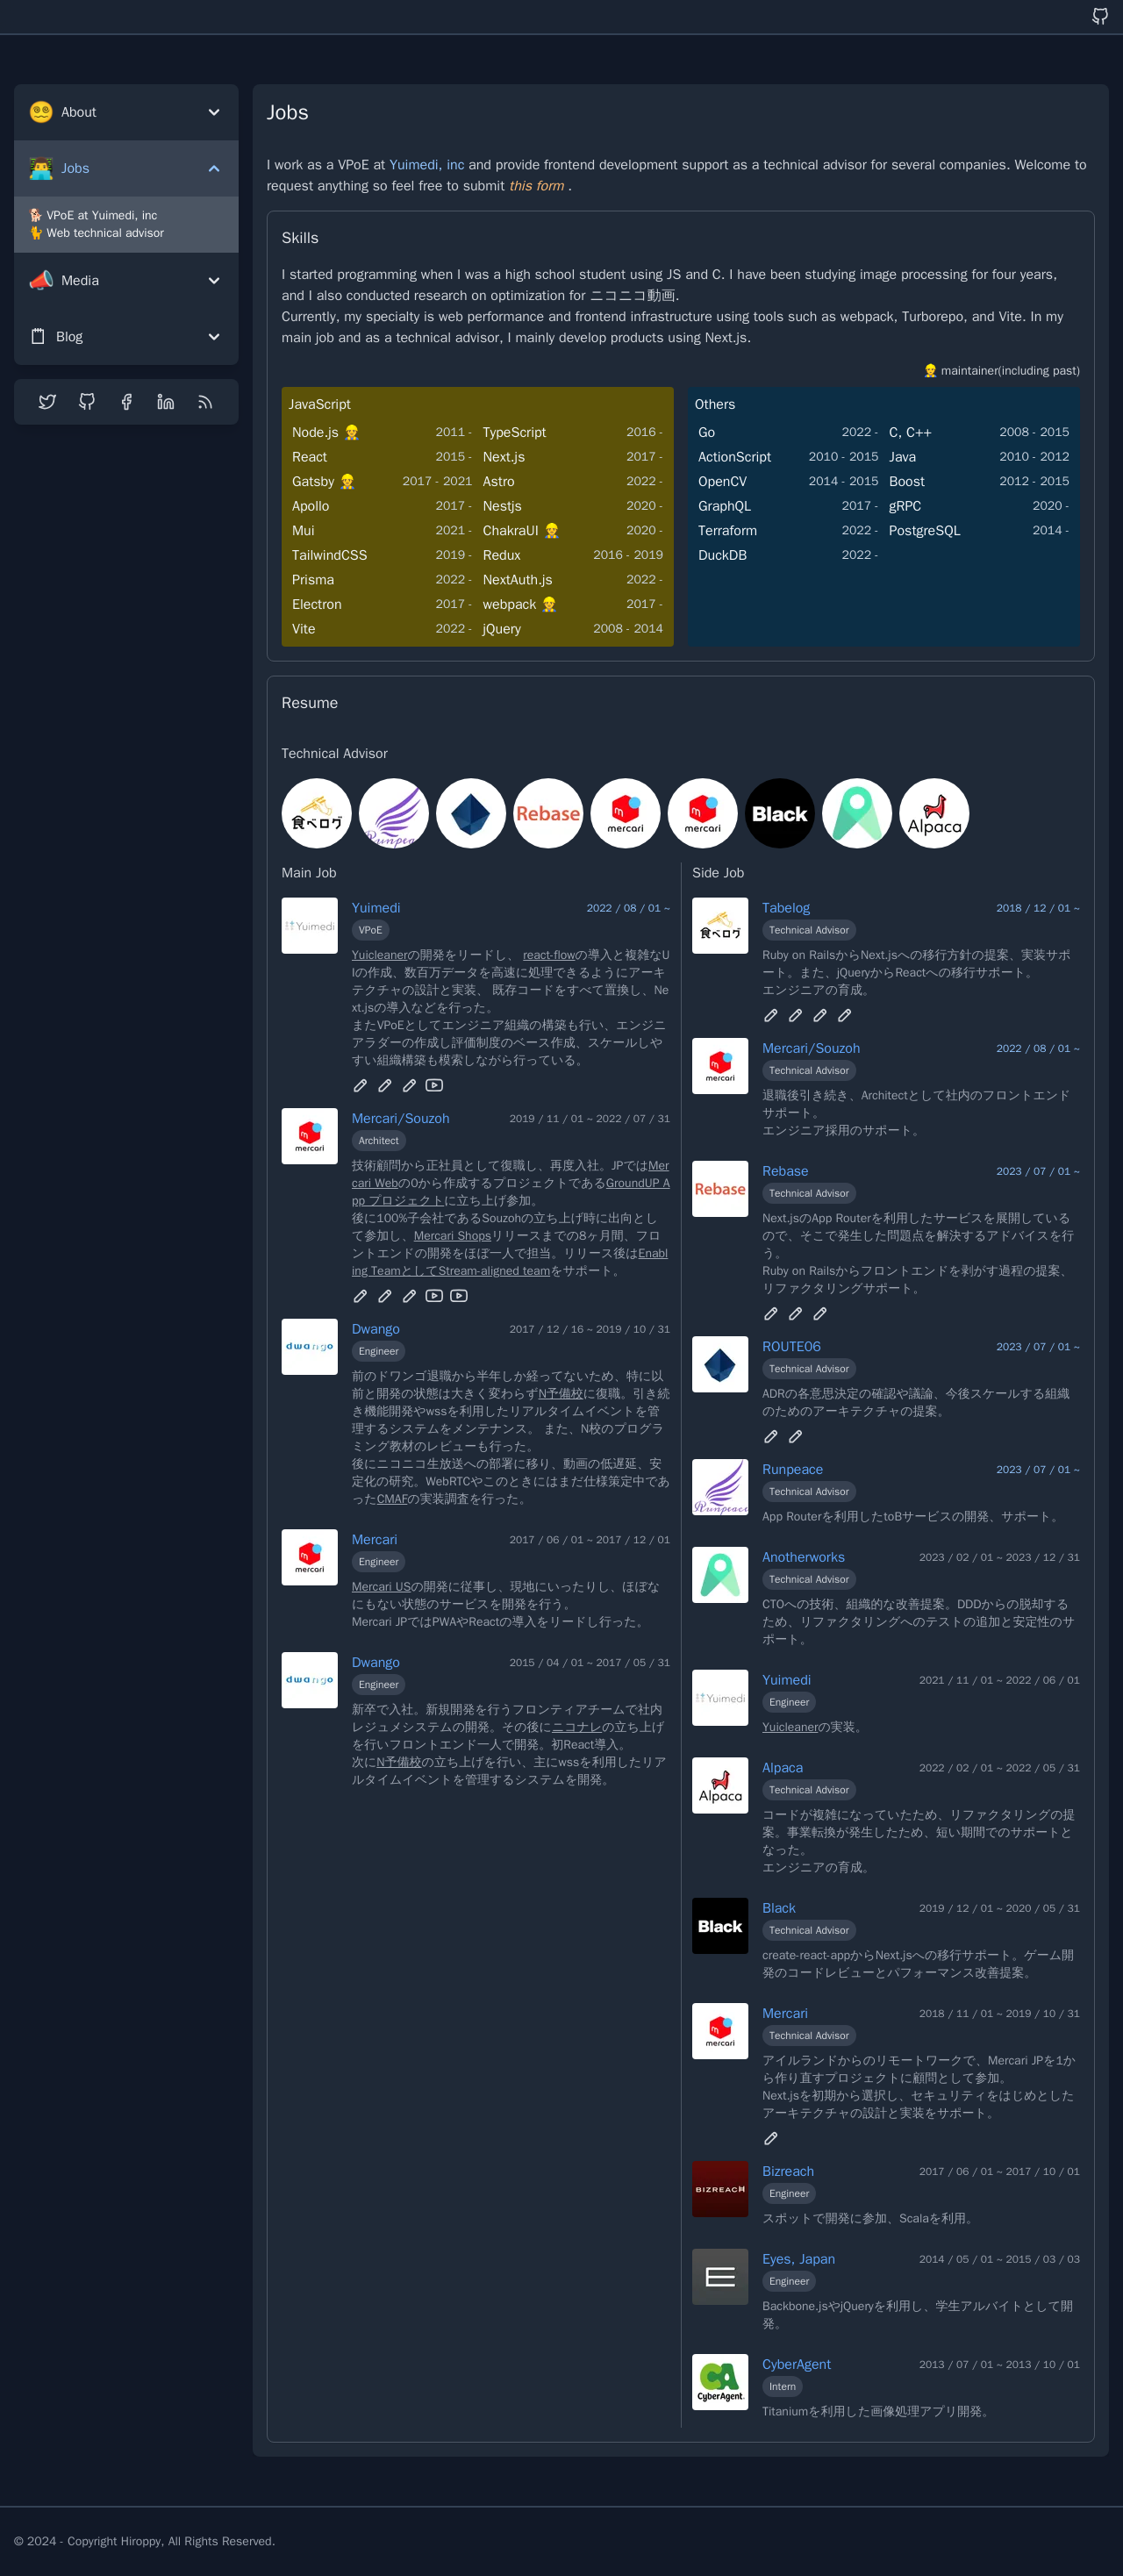 About
Jobs
VPoE at Yuimedi, inc
Web technical advisor
Media
Blog
Jobs
I work as a VPoE at Yuimedi, inc and provide frontend development support as a technical advisor for several companies. Welcome to
request anything so feel free to submit this form .
Skills
I started programming when I was a high school student using JS and C. I have been studying image processing for four years,
and I also conducted research on optimization for ニコニコ動画.
Currently, my specialty is web performance and frontend infrastructure using tools such as webpack, Turborepo, and Vite. In my
main job and as a technical advisor, I mainly develop products using Next.js.
maintainer(including past)
JavaScript
Node.js 2011 - TypeScript 2016 -
React 2015 - Next.js 2017 -
Gatsby 2017 - 2021 Astro 2022 -
Apollo 2017 - Nestjs 2020 -
Mui 2021 - ChakraUI 2020 -
TailwindCSS 2019 - Redux 2016 - 2019
Prisma 2022 - NextAuth.js 2022 -
Electron 2017 - webpack 2017 -
Vite 2022 - jQuery 2008 - 2014
Others
Go 2022 - C, C++ 2008 - 2015
ActionScript 2010 - 2015 Java 2010 - 2012
OpenCV 2014 - 2015 Boost 2012 - 2015
GraphQL 2017 - gRPC 2020 -
Terraform 2022 - PostgreSQL 2014 -
DuckDB 2022 -
Resume
Technical Advisor
食べログ
Runpeace
Rebase
mercari
mercari
Black
Alpaca
Main Job
Yuimedi
Yuimedi 2022 / 08 / 01 ~
VPoE
Yuicleanerの開発をリードし、 react-flowの導入と複雑なU
Iの作成、数百万データを高速に処理できるようにアーキ
テクチャの設計と実装、 既存コードをすべて置換し、Ne
xt.jsの導入などを行った。
またVPoEとしてエンジニア組織の構築も行い、エンジニ
アラダーの作成し評価制度のベース作成、スケールしや
すい組織構築も模索しながら行っている。
mercari
Mercari/Souzoh 2019 / 11 / 01 ~ 2022 / 07 / 31
Architect
技術顧問から正社員として復職し、再度入社。JPではMer
cari Webの0から作成するプロジェクトであるGroundUP A
pp プロジェクトに立ち上げ参加。
後に100%子会社であるSouzohの立ち上げ時に出向とし
て参加し、Mercari Shopsリリースまでの8ヶ月間、フロ
ントエンドの開発をほぼ一人で担当。リリース後はEnabl
ing TeamとしてStream-aligned teamをサポート。
dwango
Dwango 2017 / 12 / 16 ~ 2019 / 10 / 31
Engineer
前のドワンゴ退職から半年しか経ってないため、特に以
前と開発の状態は大きく変わらずN予備校に復職。引き続
き機能開発やwssを利用したリアルタイムイベントを管
理するシステムをメンテナンス。 また、N校のプログラ
ミング教材のレビューも行った。
後にニコニコ生放送への部署に移り、動画の低遅延、安
定化の研究。WebRTCやこのときにはまだ仕様策定中であ
ったCMAFの実装調査を行った。
mercari
Mercari 2017 / 06 / 01 ~ 2017 / 12 / 01
Engineer
Mercari USの開発に従事し、現地にいったりし、ほぼな
にもない状態のサービスを開発を行う。
Mercari JPではPWAやReactの導入をリードし行った。
dwango
Dwango 2015 / 04 / 01 ~ 2017 / 05 / 31
Engineer
新卒で入社。新規開発を行うフロンティアチームで社内
レジュメシステムの開発。その後にニコナレの立ち上げ
を行いフロントエンド一人で開発。初React導入。
次にN予備校の立ち上げを行い、主にwssを利用したリア
ルタイムイベントを管理するシステムを開発。
Side Job
食べログ
Tabelog 2018 / 12 / 01 ~
Technical Advisor
Ruby on RailsからNext.jsへの移行方針の提案、実装サポ
ート。また、jQueryからReactへの移行サポート。
エンジニアの育成。
mercari
Mercari/Souzoh 2022 / 08 / 01 ~
Technical Advisor
退職後引き続き、Architectとして社内のフロントエンド
サポート。
エンジニア採用のサポート。
Rebase
Rebase 2023 / 07 / 01 ~
Technical Advisor
Next.jsのApp Routerを利用したサービスを展開している
ので、そこで発生した問題点を解決するアドバイスを行
う。
Ruby on Railsからフロントエンドを剥がす過程の提案、
リファクタリングサポート。
ROUTE06 2023 / 07 / 01 ~
Technical Advisor
ADRの各意思決定の確認や議論、今後スケールする組織
のためのアーキテクチャの提案。
Runpeace
Runpeace 2023 / 07 / 01 ~
Technical Advisor
App Routerを利用したtoBサービスの開発、サポート。
Anotherworks 2023 / 02 / 01 ~ 2023 / 12 / 31
Technical Advisor
CTOへの技術、組織的な改善提案。DDDからの脱却する
ため、リファクタリングへのテストの追加と安定性のサ
ポート。
Yuimedi
Yuimedi 2021 / 11 / 01 ~ 2022 / 06 / 01
Engineer
Yuicleanerの実装。
Alpaca
Alpaca 2022 / 02 / 01 ~ 2022 / 05 / 31
Technical Advisor
コードが複雑になっていたため、リファクタリングの提
案。事業転換が発生したため、短い期間でのサポートと
なった。
エンジニアの育成。
Black
Black 2019 / 12 / 01 ~ 2020 / 05 / 31
Technical Advisor
create-react-appからNext.jsへの移行サポート。ゲーム開
発のコードレビューとパフォーマンス改善提案。
mercari
Mercari 2018 / 11 / 01 ~ 2019 / 10 / 31
Technical Advisor
アイルランドからのリモートワークで、Mercari JPを1か
ら作り直すプロジェクトに顧問として参加。
Next.jsを初期から選択し、セキュリティをはじめとした
アーキテクチャの設計と実装をサポート。
BIZREACH
Bizreach 2017 / 06 / 01 ~ 2017 / 10 / 01
Engineer
スポットで開発に参加、Scalaを利用。
Eyes, Japan 2014 / 05 / 01 ~ 2015 / 03 / 03
Engineer
Backbone.jsやjQueryを利用し、学生アルバイトとして開
発。
CyberAgent.
CyberAgent 2013 / 07 / 01 ~ 2013 / 10 / 01
Intern
Titaniumを利用した画像処理アプリ開発。
© 2024 - Copyright Hiroppy, All Rights Reserved.